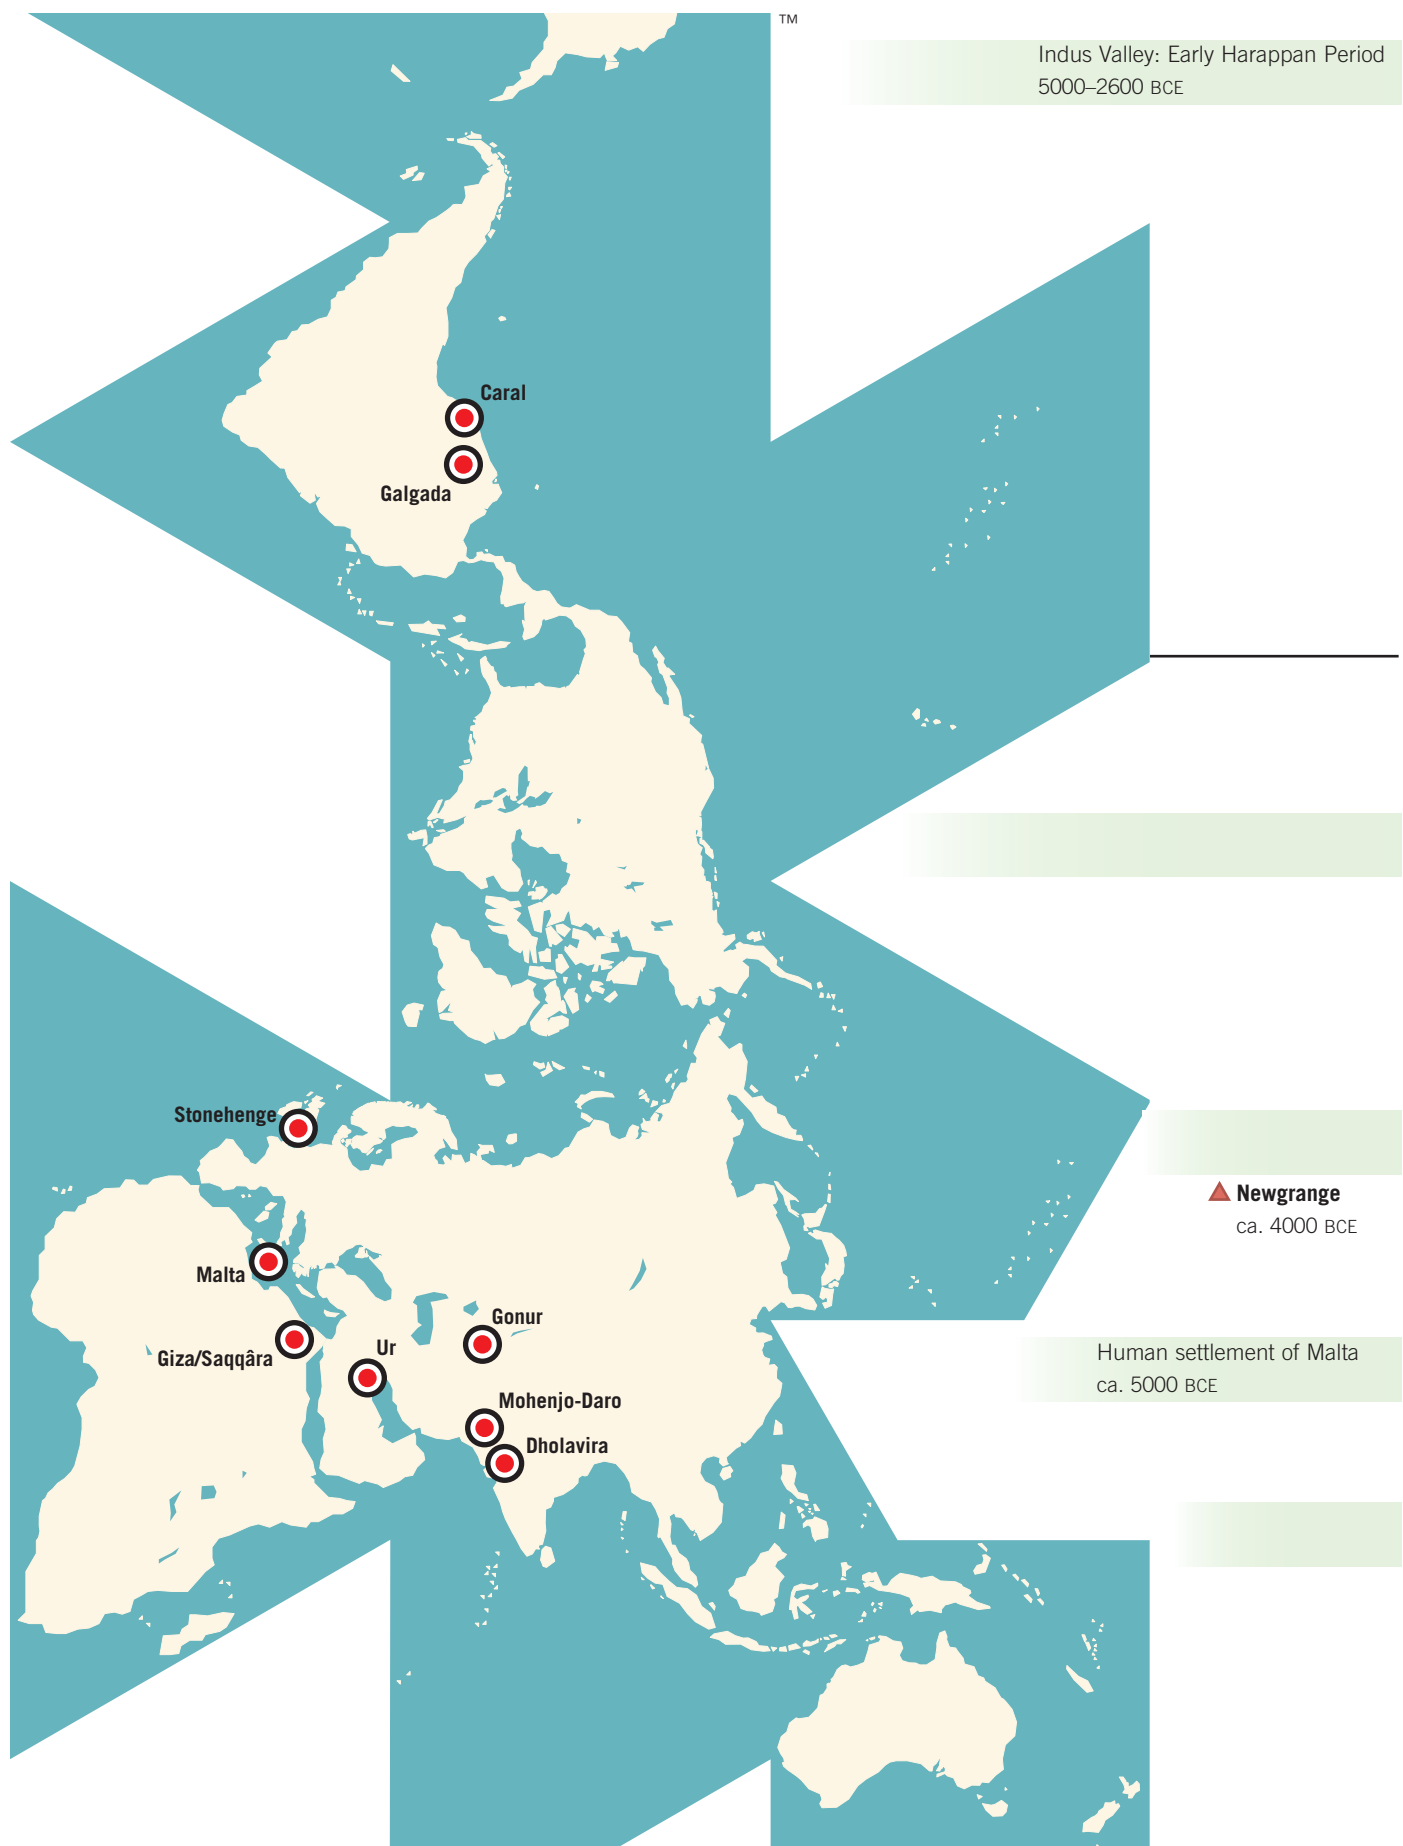 TM
Indus Valley: Early Harappan Period
5000–2600 BCE
Caral
Galgada
Stonehenge
Newgrange
ca. 4000 BCE
Malta
Gonur
Ur
Giza/Saqqâra
Human settlement of Malta
ca. 5000 BCE
Mohenjo-Daro
Dholavira